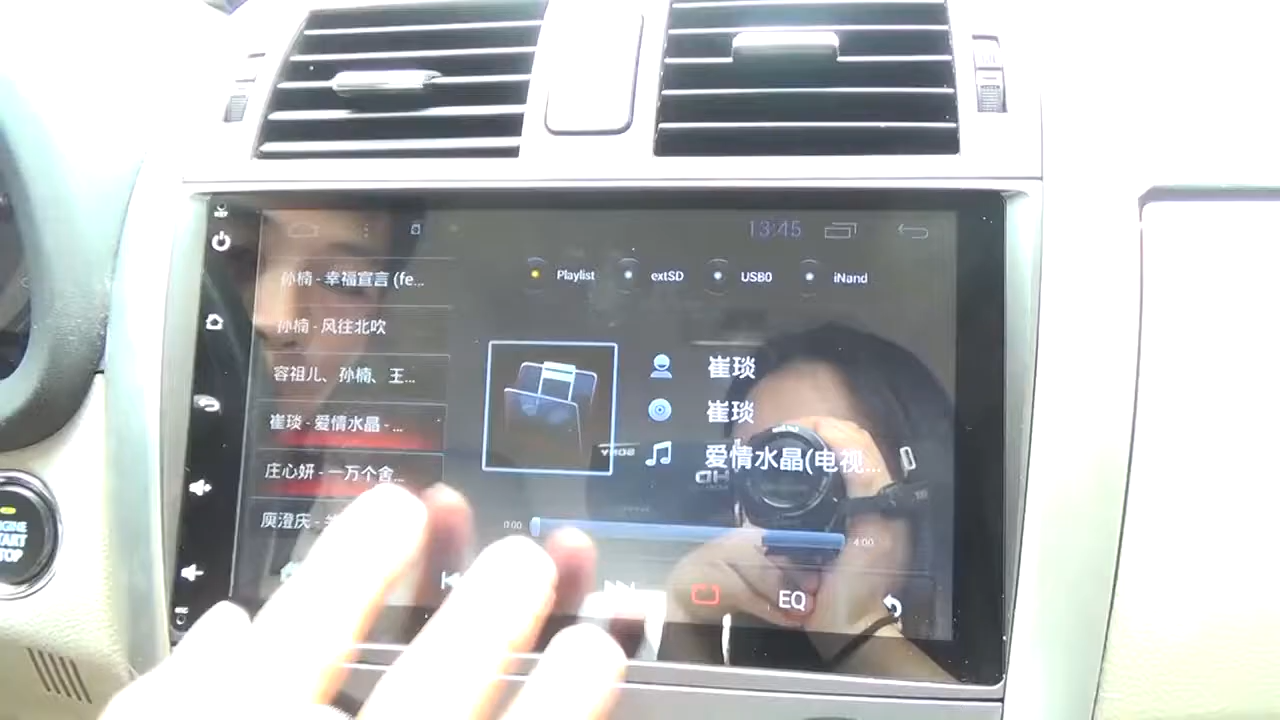 13:45
Playlist extSD USB0 iNand
孙楠 - 幸福宣言 (fe...
孙楠 - 风往北吹
容祖儿、孙楠、王...
崔琰 - 爱情水晶 - ...
庄心妍 - 一万个舍...
庾澄庆 -
崔琰
崔琰
爱情水晶(电视...
0:00
4:00
EQ
START